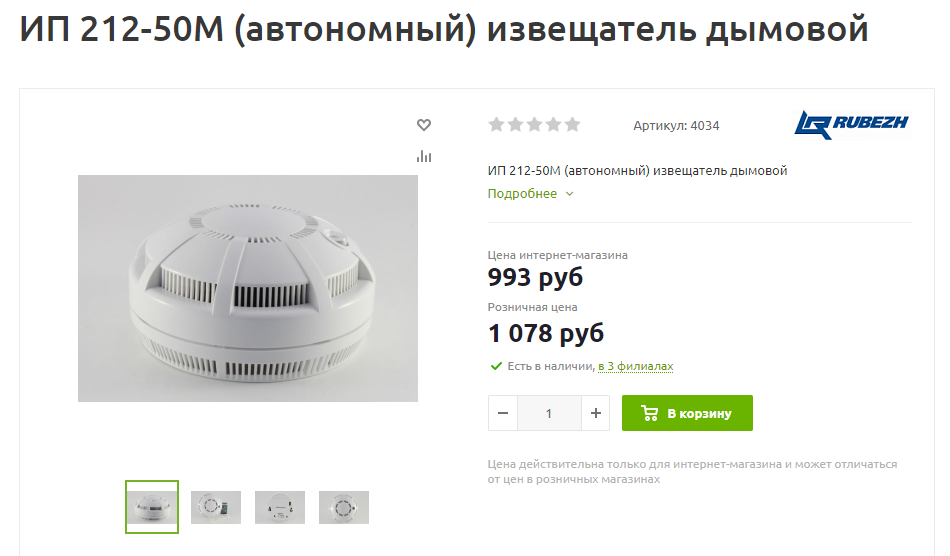 ИП 212-50М (автономный) извещатель дымовой
Артикул: 4034
RUBEZH
ИП 212-50М (автономный) извещатель дымовой
Подробнее
Цена интернет-магазина
993 руб
Розничная цена
1 078 руб
Есть в наличии, в 3 филиалах
1
В корзину
Цена действительна только для интернет-магазина и может отличаться
от цен в розничных магазинах